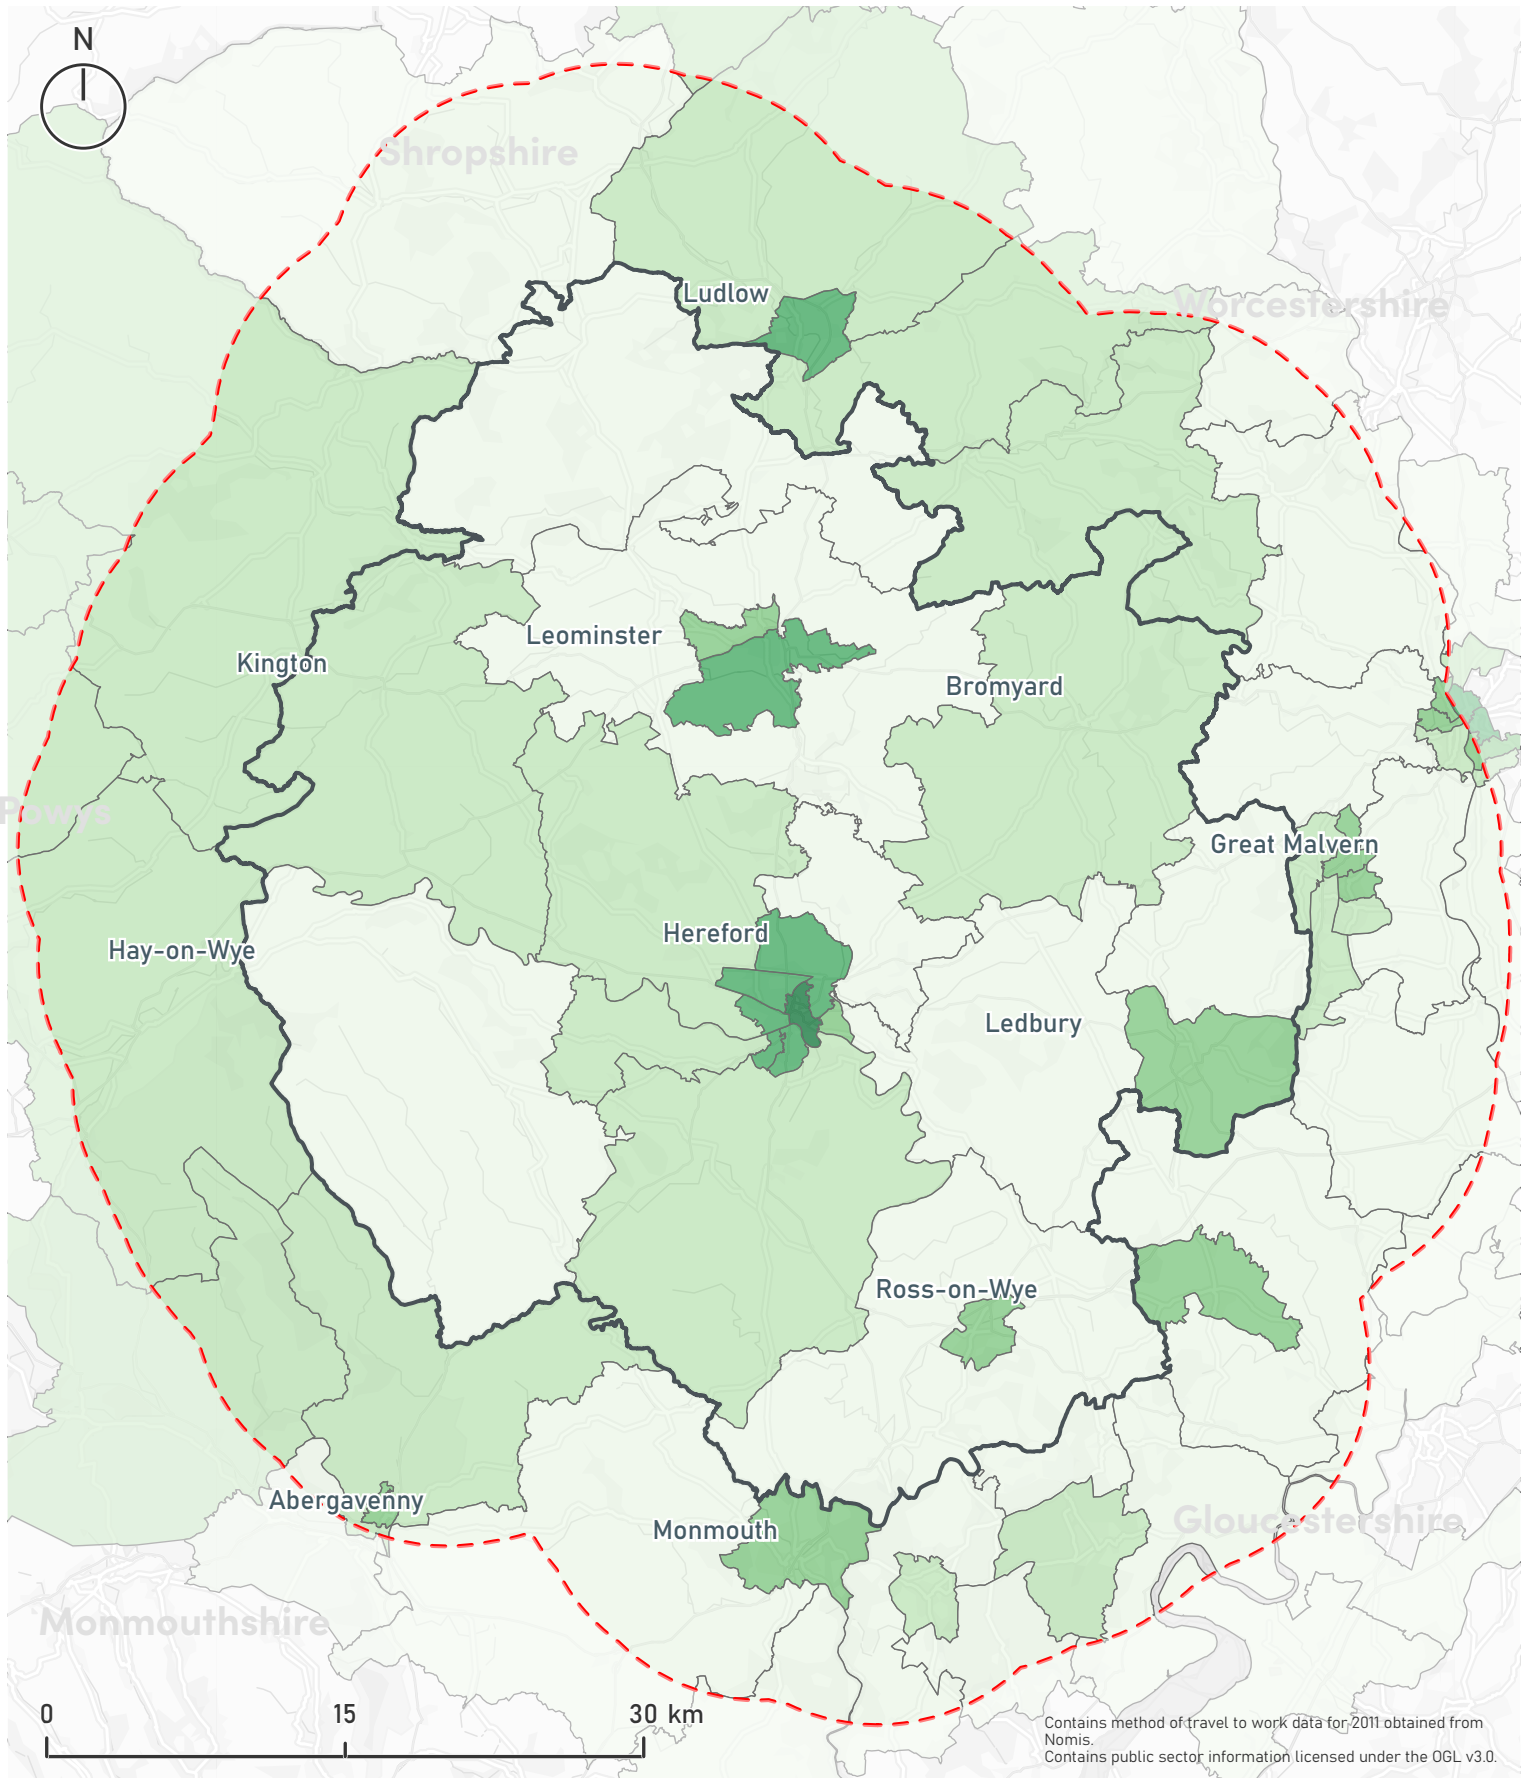 N
Shropshire
Ludlow
Worcestershire
Leominster
Kington
Bromyard
Powys
Great Malvern
Hereford
Hay-on-Wye
Ledbury
Ross-on-Wye
Abergavenny
Monmouth
Gloucestershire
Monmouthshire
0 15 30 km
Contains method of travel to work data for 2011 obtained from
Nomis.
Contains public sector information licensed under the OGL v3.0.